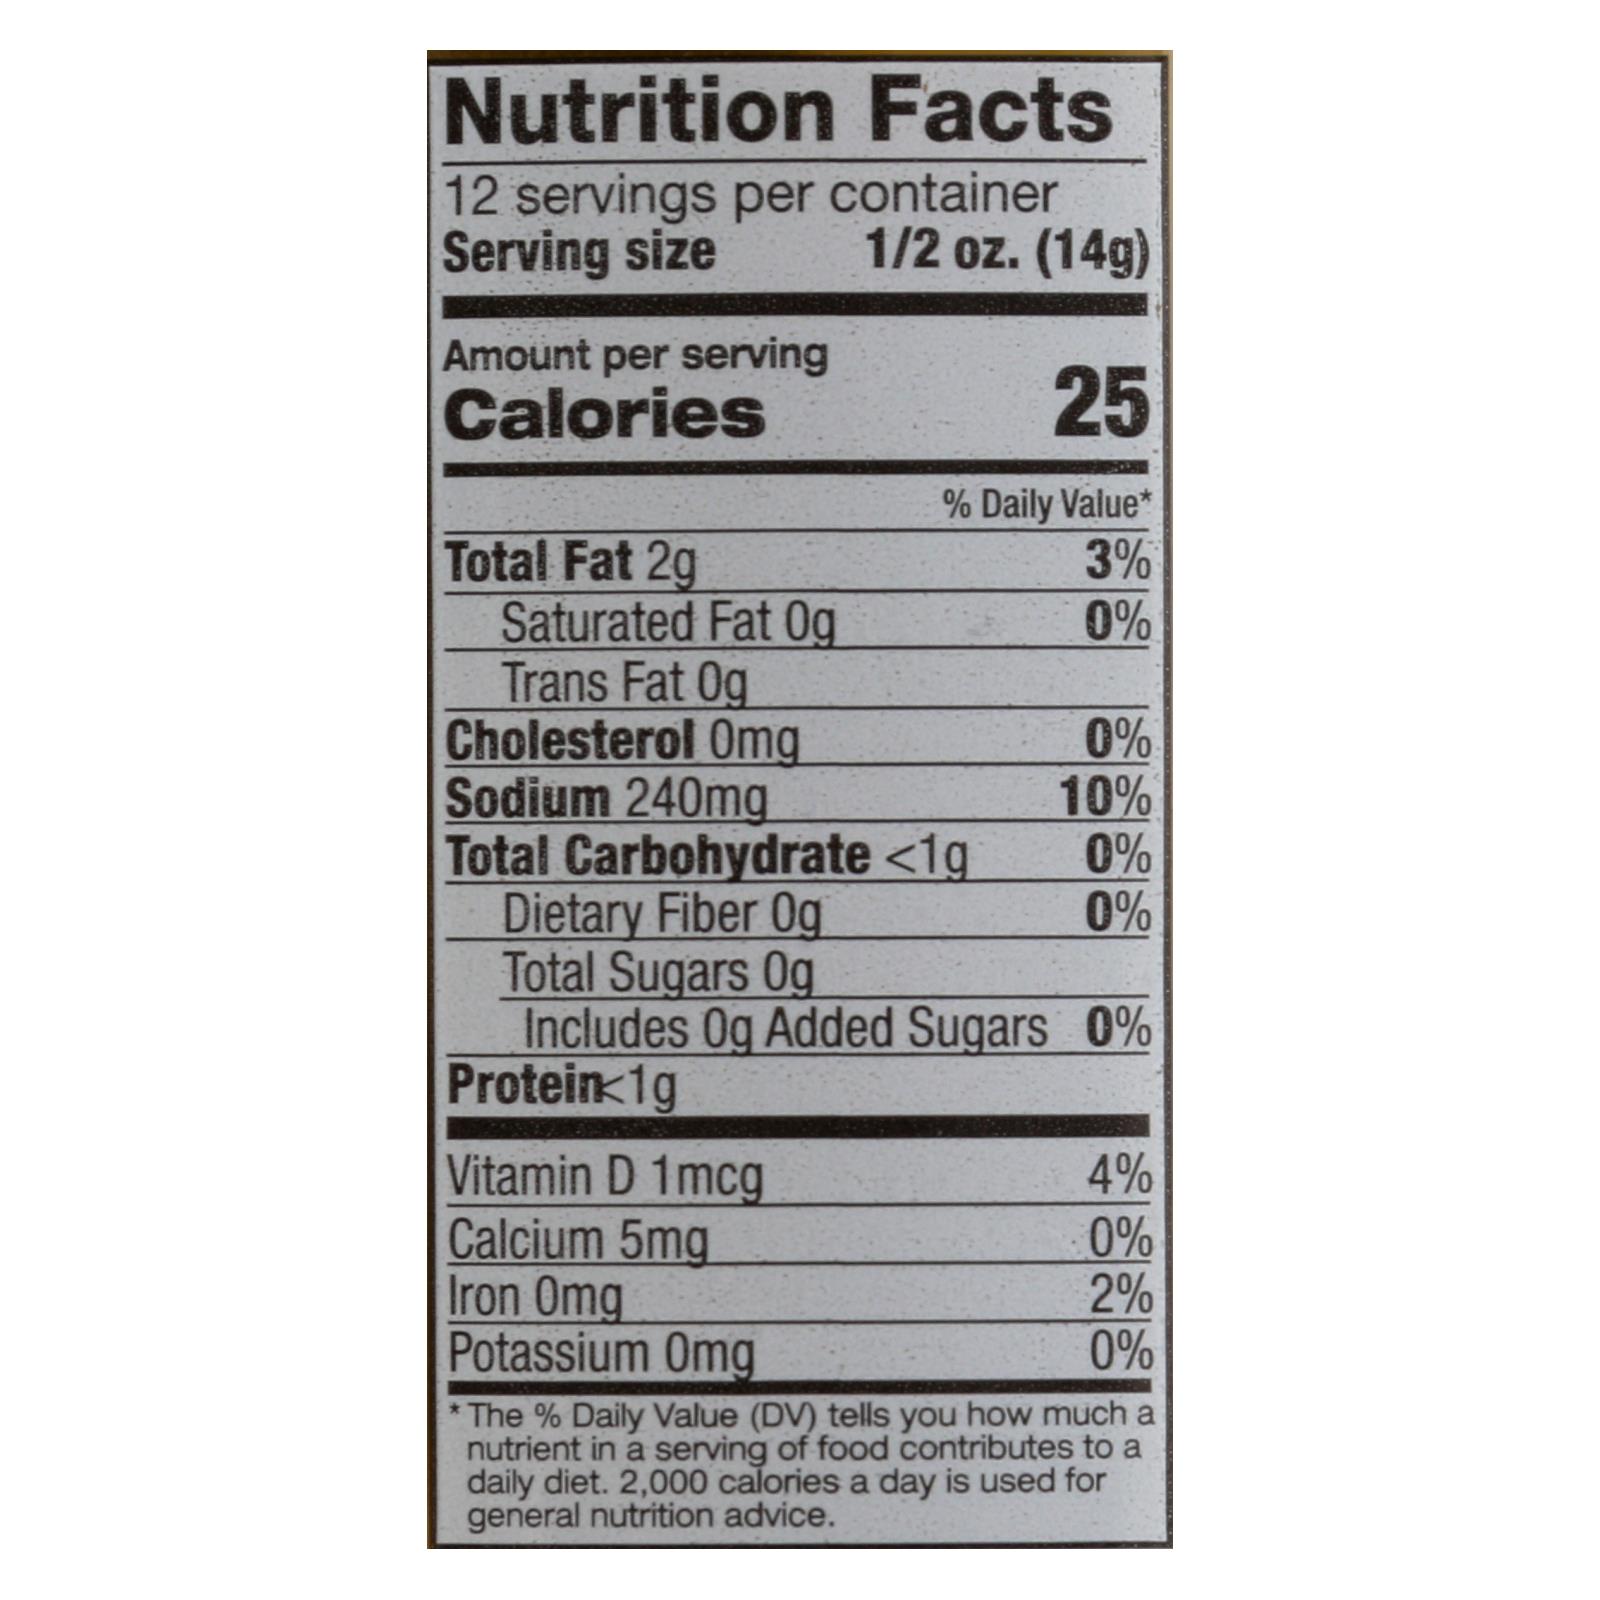 Nutrition Facts
12 servings per container
Serving size 1/2 oz. (14g)
Amount per serving
Calories 25
% Daily Value*
Total Fat 2g 3%
Saturated Fat 0g 0%
Trans Fat 0g
Cholesterol 0mg 0%
Sodium 240mg 10%
Total Carbohydrate <1g 0%
Dietary Fiber 0g 0%
Total Sugars 0g
Includes 0g Added Sugars 0%
Protein<1g
Vitamin D 1mcg 4%
Calcium 5mg 0%
Iron 0mg 2%
Potassium 0mg 0%
* The % Daily Value (DV) tells you how much a
nutrient in a serving of food contributes to a
daily diet. 2,000 calories a day is used for
general nutrition advice.